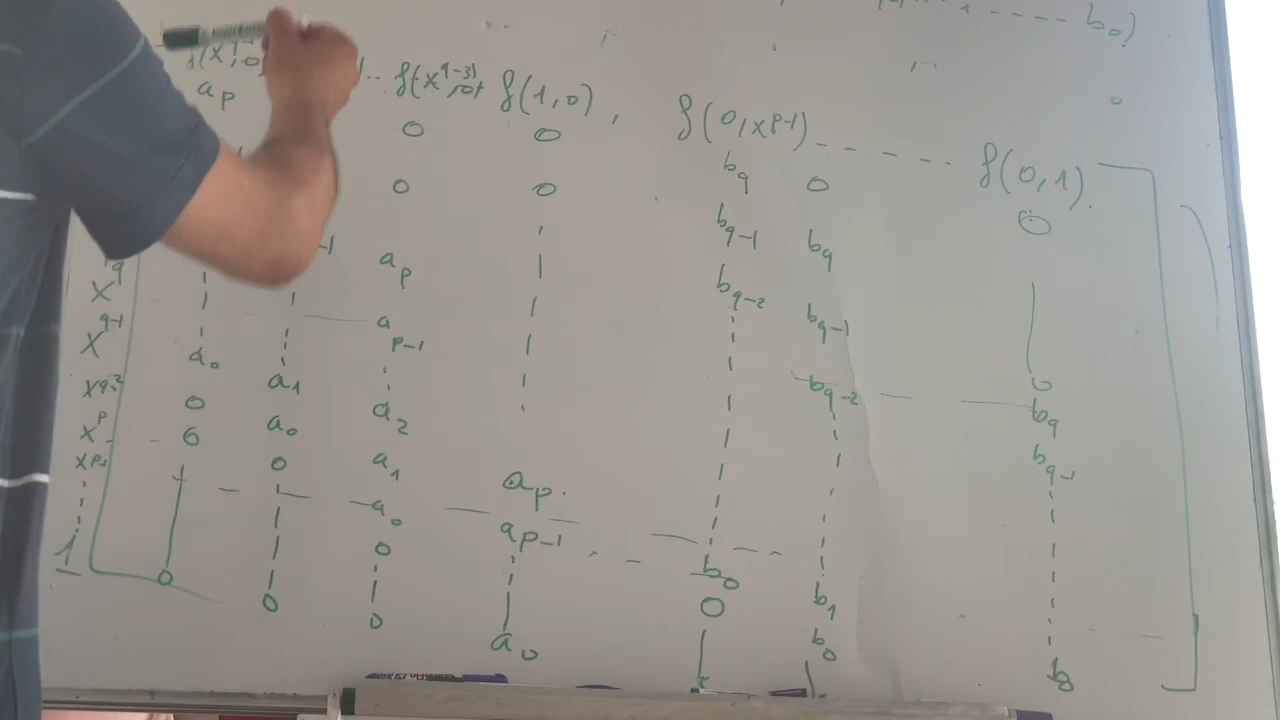 b₀)
f(x^{q-1},0) f(x^{q-3},0) f(1,0), f(0,x^{p-1}) ------ f(0,1)
a_p 0 0 b_q 0 0
0 0 b_{q-1} b_q
x^q a_p b_{q-2} b_{q-1}
x^{q-1} a_0 a_{p-1} b_{q-2} 0
x^{q-2} 0 a_1 a_2 b_q
x^p 0 a_0 a_1 b_{q-1}
x^{p-1} 0 a_0 a_p
1 0 a_{p-1} b_0 b_1
0 0 0 a_0 0 b_0 b_0